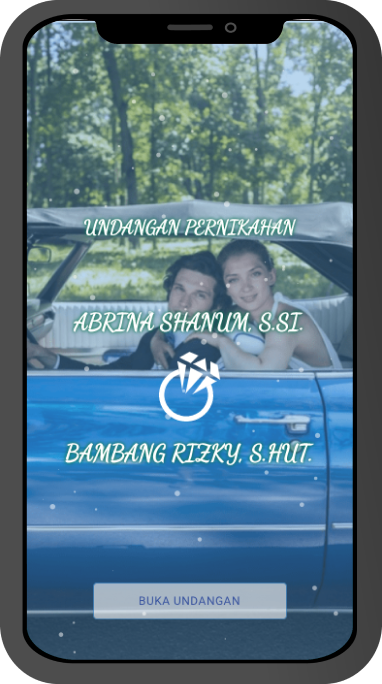 UNDANGAN PERNIKAHAN
ABRINA SHANUM, S.SI.
BAMBANG RIZKY, S.HUT.
BUKA UNDANGAN